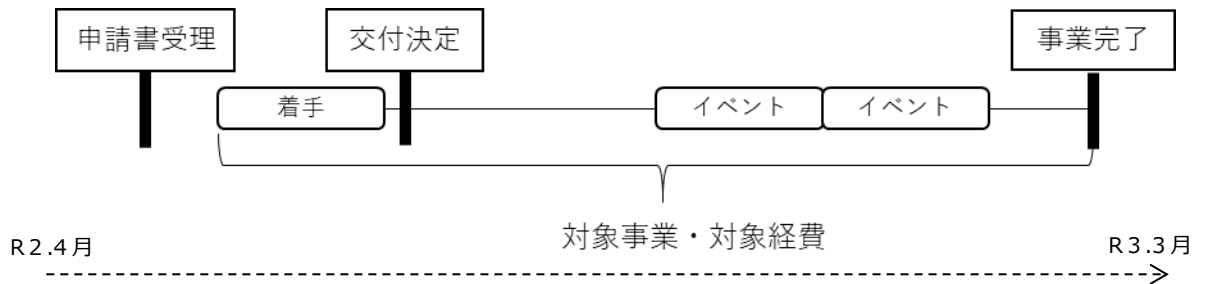 申請書受理
交付決定
事業完了
着手
イベント
イベント
対象事業・対象経費
R2.4月
R3.3月